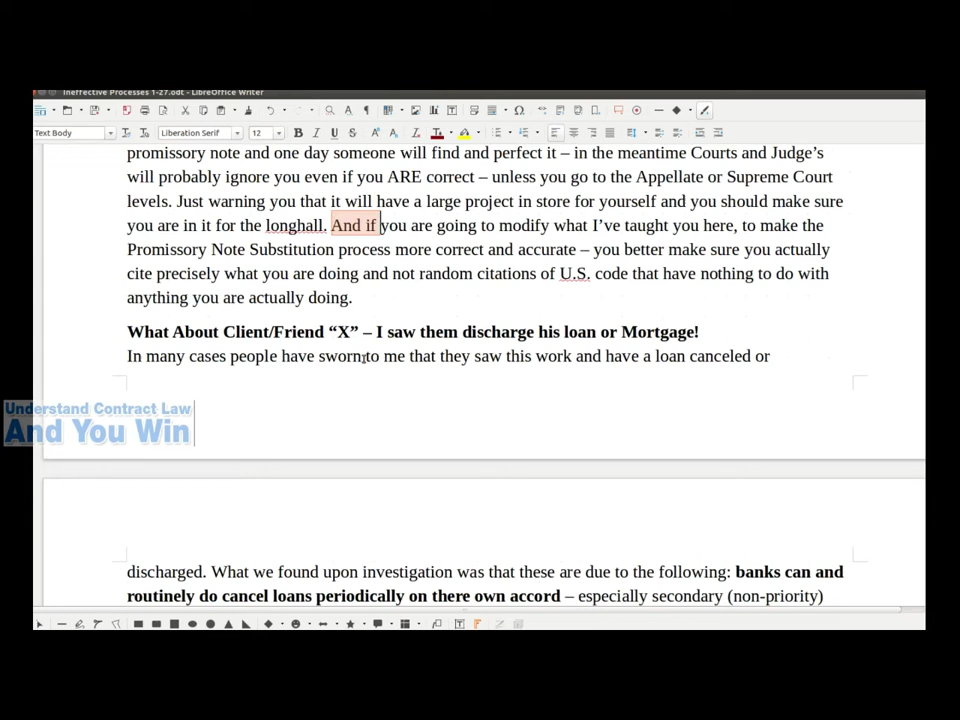 Ineffective Processes 1-27.odt - LibreOffice Writer
Text Body
Liberation Serif
12
promissory note and one day someone will find and perfect it – in the meantime Courts and Judge’s
will probably ignore you even if you ARE correct – unless you go to the Appellate or Supreme Court
levels. Just warning you that it will have a large project in store for yourself and you should make sure
you are in it for the longhall. And if you are going to modify what I’ve taught you here, to make the
Promissory Note Substitution process more correct and accurate – you better make sure you actually
cite precisely what you are doing and not random citations of U.S. code that have nothing to do with
anything you are actually doing.
What About Client/Friend “X” – I saw them discharge his loan or Mortgage!
In many cases people have sworn to me that they saw this work and have a loan canceled or
Understand Contract Law
And You Win
discharged. What we found upon investigation was that these are due to the following: banks can and
routinely do cancel loans periodically on there own accord – especially secondary (non-priority)